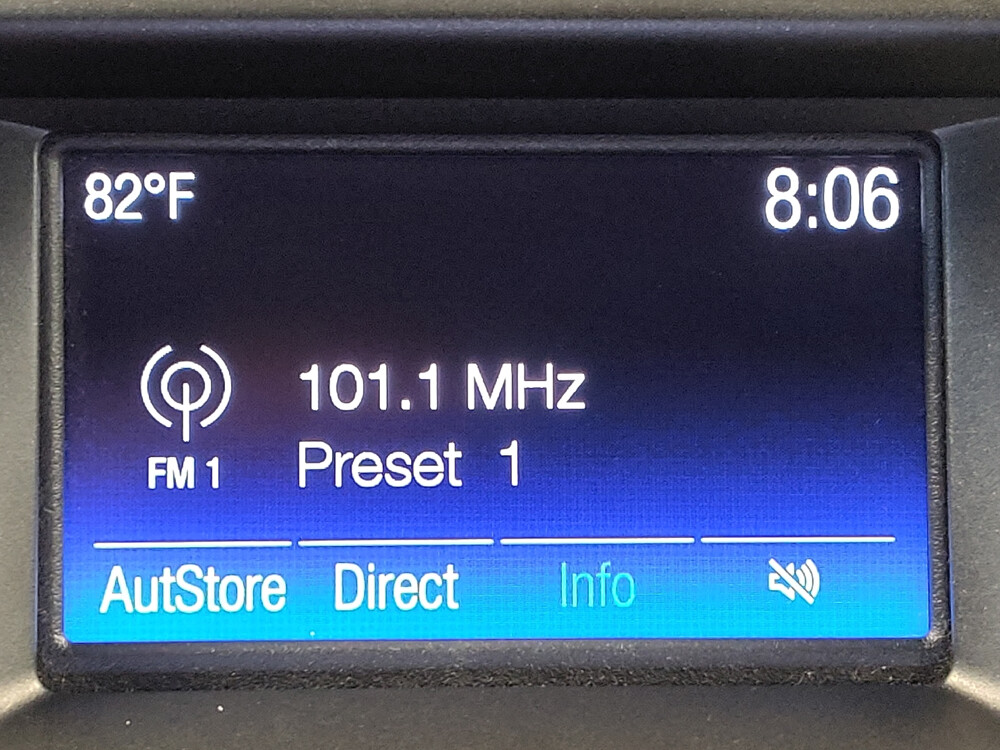 82°F 8:06
101.1 MHz
FM 1 Preset 1
AutStore Direct Info